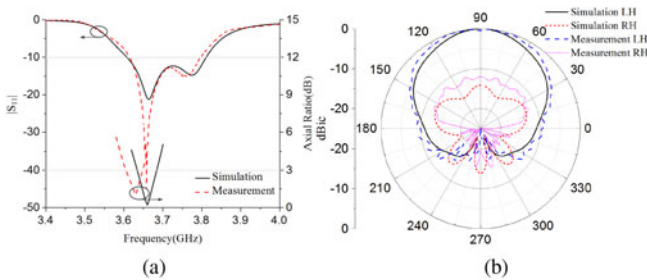 (a)
0
-10
-20
-30
-40
-50
|S11|
15
12
9
6
3
0
Axial Ratio(dB)
Simulation
Measurement
3.4 3.5 3.6 3.7 3.8 3.9 4.0
Frequency(GHz)
(a)
Simulation LH
Simulation RH
Measurement LH
Measurement RH
0
-10
-20
-20
-10
0
dBic
90
60
30
0
330
300
270
240
210
180
150
120
(b)